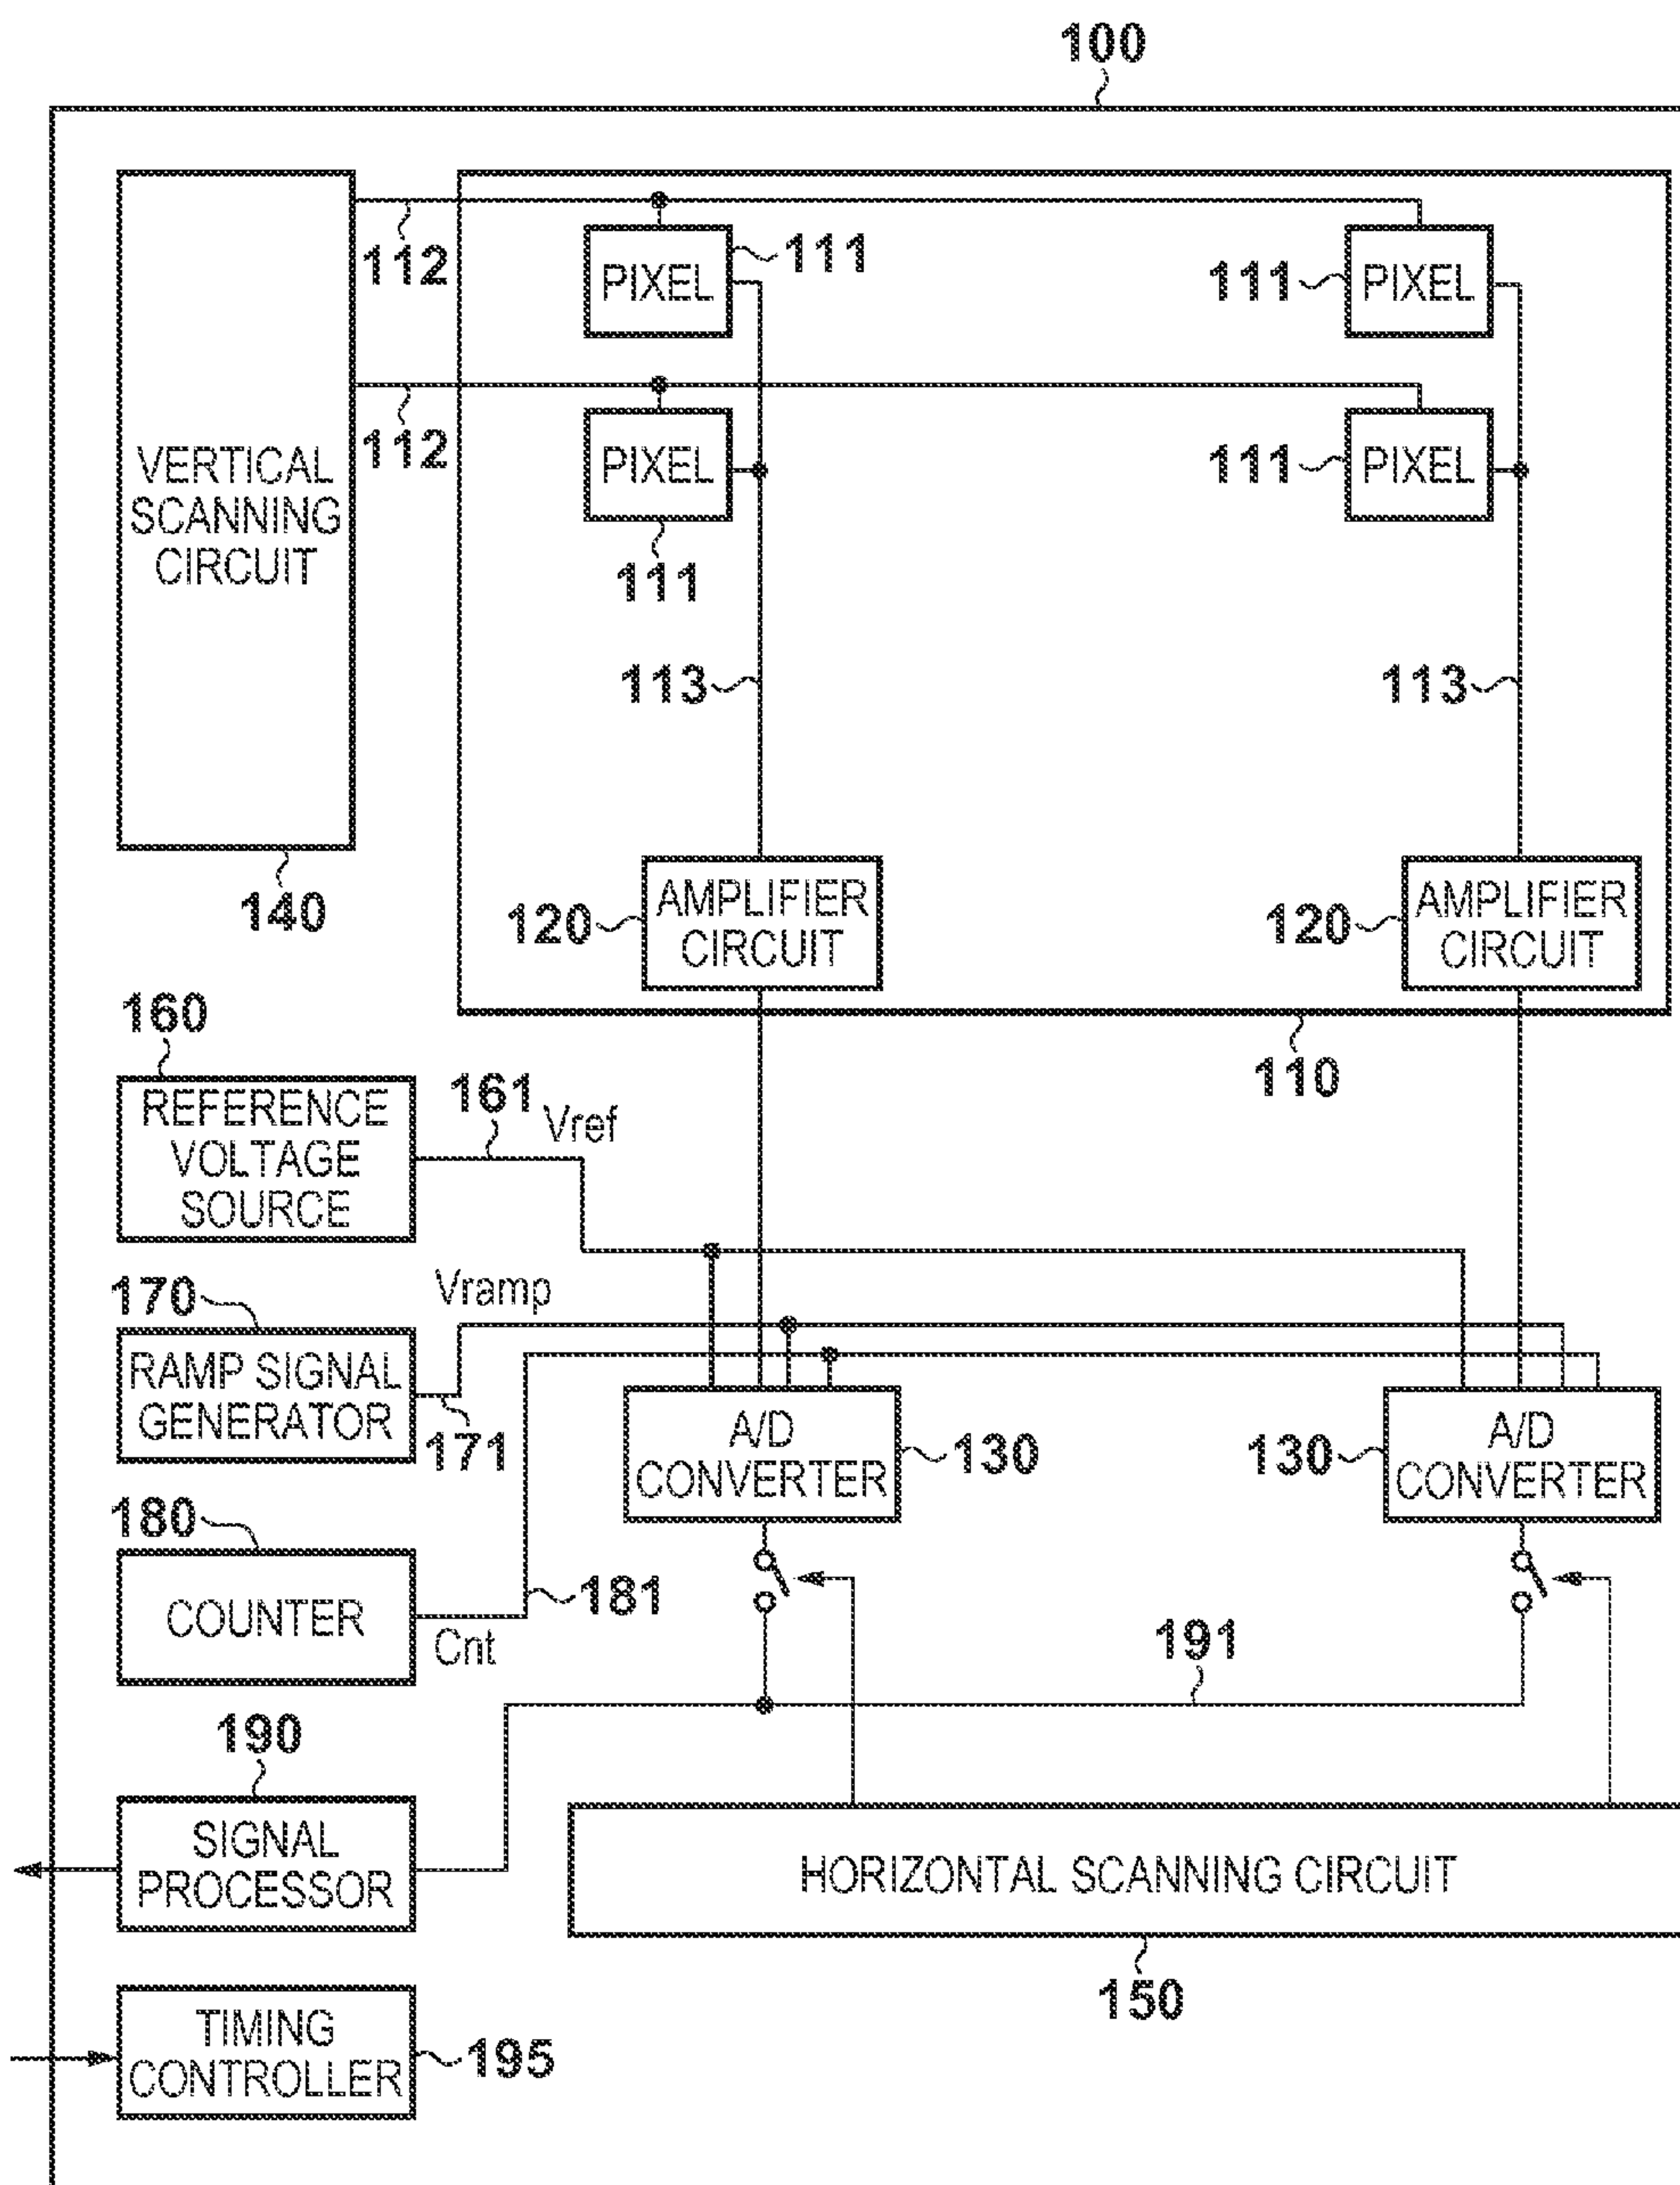 100
112
PIXEL
111
111
PIXEL
112
PIXEL
111
111
PIXEL
VERTICAL
SCANNING
CIRCUIT
113
113
140
120
AMPLIFIER
CIRCUIT
120
AMPLIFIER
CIRCUIT
110
160
REFERENCE
VOLTAGE
SOURCE
161
Vref
170
Vramp
RAMP SIGNAL
GENERATOR
171
A/D
CONVERTER
130
130
A/D
CONVERTER
180
COUNTER
Cnt
181
191
190
SIGNAL
PROCESSOR
HORIZONTAL SCANNING CIRCUIT
150
TIMING
CONTROLLER
195